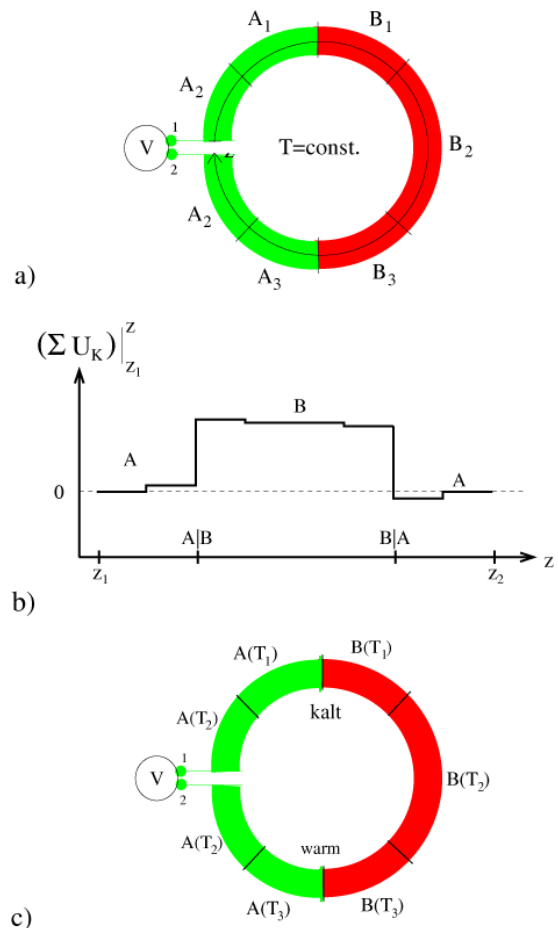 A₁ B₁
A₂
1
V
2
T=const.
B₂
A₂
A₃ B₃
a)
(Σ U_K)|_{z₁}^{z}
B
A
A
0
A|B B|A
z₁ z₂ z
b)
A(T₁) B(T₁)
kalt
A(T₂)
1
V
2
B(T₂)
A(T₂)
warm
A(T₃) B(T₃)
c)